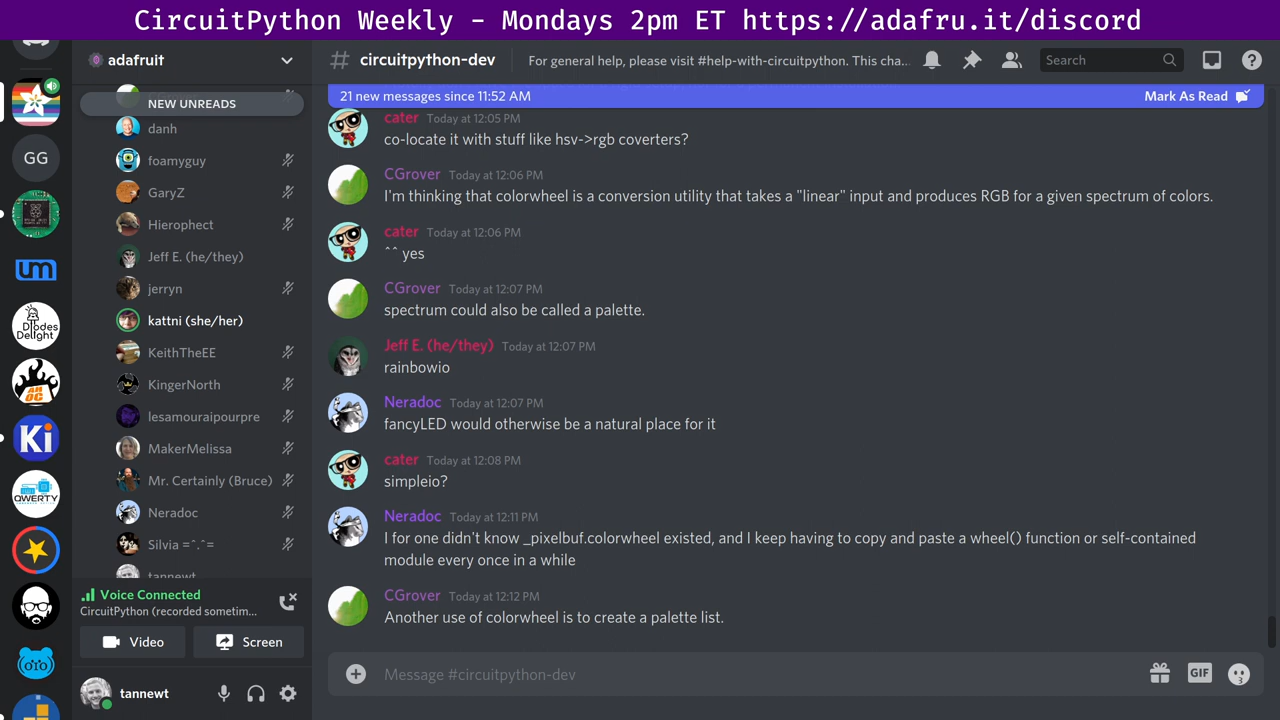 CircuitPython Weekly - Mondays 2pm ET https://adafru.it/discord
adafruit
# circuitpython-dev
For general help, please visit #help-with-circuitpython. This cha...
Search
NEW UNREADS
danh
foamyguy
GaryZ
Hierophect
Jeff E. (he/they)
jerryn
kattni (she/her)
KeithTheEE
KingerNorth
lesamouraipourpre
MakerMelissa
Mr. Certainly (Bruce)
Neradoc
Silvia =^.^=
tannewt
Voice Connected
CircuitPython (recorded sometim...
Video
Screen
tannewt
GG
um
Diodes Delight
AHOC
Ki
QWERTY
21 new messages since 11:52 AM
Mark As Read
cater Today at 12:05 PM
co-locate it with stuff like hsv->rgb coverters?
CGrover Today at 12:06 PM
I'm thinking that colorwheel is a conversion utility that takes a "linear" input and produces RGB for a given spectrum of colors.
cater Today at 12:06 PM
^^ yes
CGrover Today at 12:07 PM
spectrum could also be called a palette.
Jeff E. (he/they) Today at 12:07 PM
rainbowio
Neradoc Today at 12:07 PM
fancyLED would otherwise be a natural place for it
cater Today at 12:08 PM
simpleio?
Neradoc Today at 12:11 PM
I for one didn't know _pixelbuf.colorwheel existed, and I keep having to copy and paste a wheel() function or self-contained
module every once in a while
CGrover Today at 12:12 PM
Another use of colorwheel is to create a palette list.
Message #circuitpython-dev
GIF